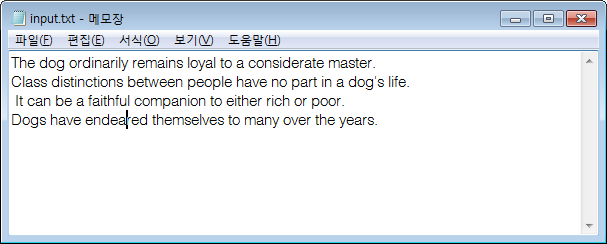 input.txt - 메모장
파일(F) 편집(E) 서식(O) 보기(V) 도움말(H)
The dog ordinarily remains loyal to a considerate master.
Class distinctions between people have no part in a dog's life.
It can be a faithful companion to either rich or poor.
Dogs have endeared themselves to many over the years.